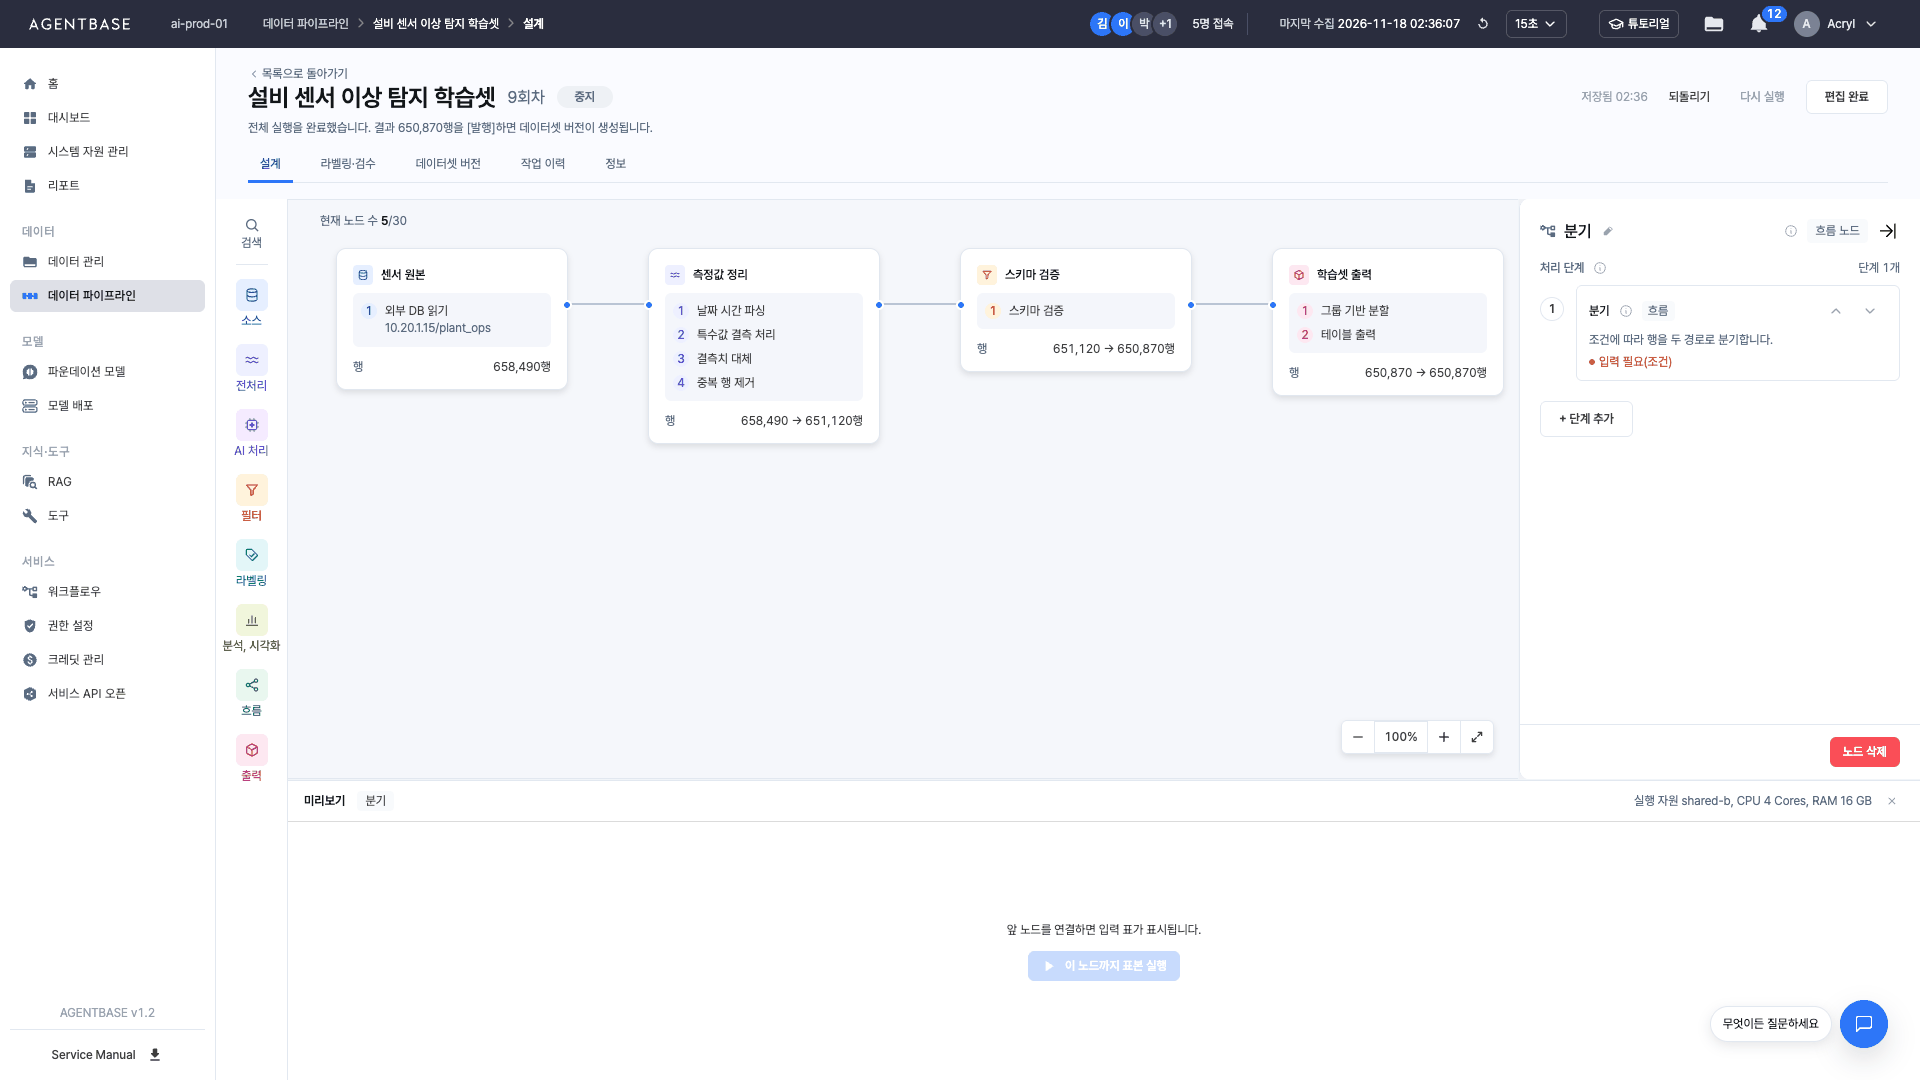 AGENTBASE
ai-prod-01
데이터 파이프라인 > 설비 센서 이상 탐지 학습셋 > 설계
김 이 박 +1 5명 접속
마지막 수집 2026-11-18 02:36:07
15초
튜토리얼
12
A Acryl
홈
대시보드
시스템 자원 관리
리포트
데이터
데이터 관리
데이터 파이프라인
모델
파운데이션 모델
모델 배포
지식·도구
RAG
도구
서비스
워크플로우
권한 설정
크레딧 관리
서비스 API 오픈
AGENTBASE v1.2
Service Manual
목록으로 돌아가기
설비 센서 이상 탐지 학습셋 9회차 중지
저장됨 02:36 되돌리기 다시 실행 편집 완료
전체 실행을 완료했습니다. 결과 650,870행을 [발행]하면 데이터셋 버전이 생성됩니다.
설계 라벨링·검수 데이터셋 버전 작업 이력 정보
검색
소스
전처리
AI 처리
필터
라벨링
분석, 시각화
흐름
출력
현재 노드 수 5/30
센서 원본
1 외부 DB 읽기
10.20.1.15/plant_ops
행 658,490행
측정값 정리
1 날짜 시간 파싱
2 특수값 결측 처리
3 결측치 대체
4 중복 행 제거
행 658,490 → 651,120행
스키마 검증
1 스키마 검증
행 651,120 → 650,870행
학습셋 출력
1 그룹 기반 분할
2 테이블 출력
행 650,870 → 650,870행
100%
분기 흐름 노드
처리 단계 단계 1개
1 분기 흐름
조건에 따라 행을 두 경로로 분기합니다.
입력 필요(조건)
+ 단계 추가
노드 삭제
미리보기 분기
실행 자원 shared-b, CPU 4 Cores, RAM 16 GB
앞 노드를 연결하면 입력 표가 표시됩니다.
이 노드까지 표본 실행
무엇이든 질문하세요